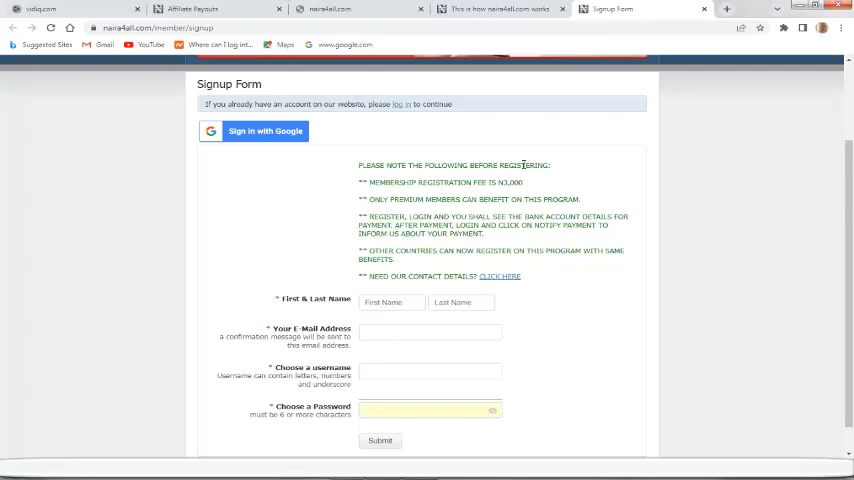 vidiq.com
Affiliate Payouts
naira4all.com
This is how naira4all.com works
Signup Form
naira4all.com/member/signup
Suggested Sites
Gmail
YouTube
Where can I log int...
Maps
www.google.com
Signup Form
If you already have an account on our website, please log in to continue
Sign in with Google
PLEASE NOTE THE FOLLOWING BEFORE REGISTERING:
** MEMBERSHIP REGISTRATION FEE IS N3,000
** ONLY PREMIUM MEMBERS CAN BENEFIT ON THIS PROGRAM.
** REGISTER, LOGIN AND YOU SHALL SEE THE BANK ACCOUNT DETAILS FOR
PAYMENT. AFTER PAYMENT, LOGIN AND CLICK ON NOTIFY PAYMENT TO
INFORM US ABOUT YOUR PAYMENT.
** OTHER COUNTRIES CAN NOW REGISTER ON THIS PROGRAM WITH SAME
BENEFITS.
** NEED OUR CONTACT DETAILS? CLICK HERE
* First & Last Name
First Name
Last Name
* Your E-Mail Address
a confirmation message will be sent to
this email address.
* Choose a username
Username can contain letters, numbers
and underscore
* Choose a Password
must be 6 or more characters
Submit